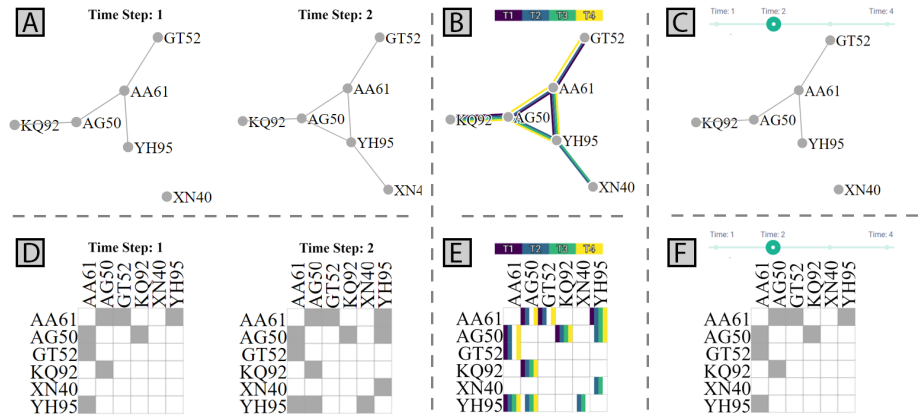 A
Time Step: 1
GT52
AA61
KQ92
AG50
YH95
XN40
Time Step: 2
GT52
AA61
KQ92
AG50
YH95
XN4
B
T1 T2 T3 T4
GT52
AA61
KQ92
AG50
YH95
XN40
C
Time: 1 Time: 2 Time: 4
GT52
AA61
KQ92
AG50
YH95
XN40
D
Time Step: 1
AA61 AG50 GT52 KQ92 XN40 YH95
AA61
AG50
GT52
KQ92
XN40
YH95
Time Step: 2
AA61 AG50 GT52 KQ92 XN40 YH95
AA61
AG50
GT52
KQ92
XN40
YH95
E
T1 T2 T3 T4
AA61 AG50 GT52 KQ92 XN40 YH95
AA61
AG50
GT52
KQ92
XN40
YH95
F
Time: 1 Time: 2 Time: 4
AA61 AG50 GT52 KQ92 XN40 YH95
AA61
AG50
GT52
KQ92
XN40
YH95